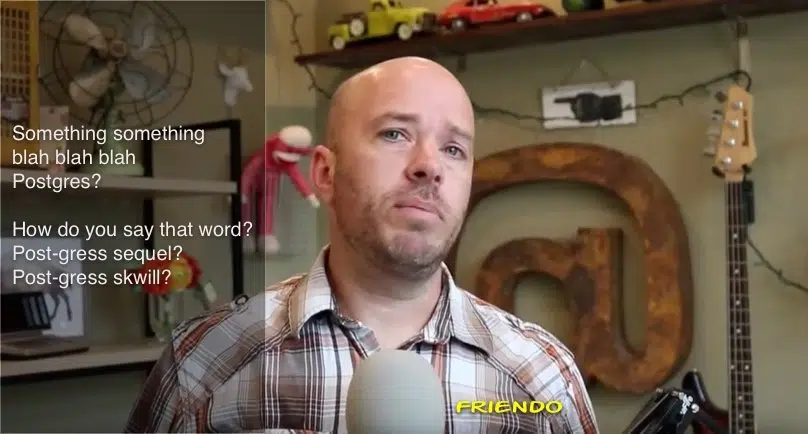 Something something
blah blah blah
Postgres?
How do you say that word?
Post-gress sequel?
Post-gress skwill?
FRIENDO